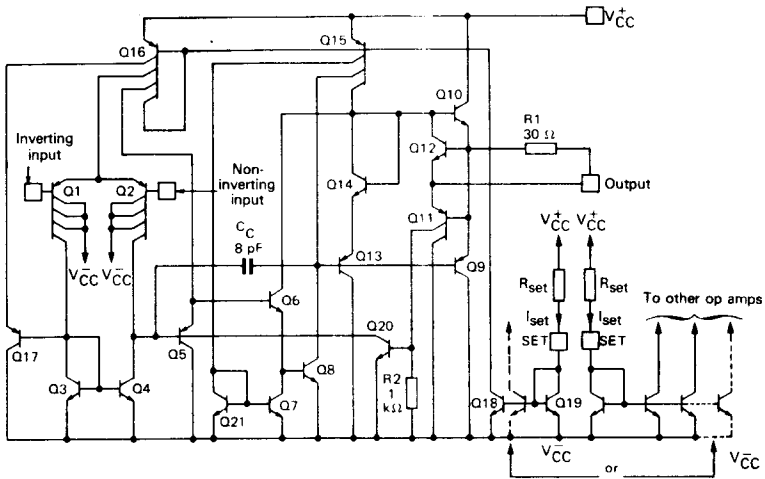 V+CC
Q16
Q15
Q10
R1
30 Ω
Inverting
input
Q12
Q1
Q2
Non-
inverting
input
Q14
Output
Q11
V+CC
V+CC
CC
8 pF
V-CC
V-CC
Q13
Q9
Rset
Rset
To other op amps
Q6
Iset
Iset
Q20
SET
SET
Q17
Q5
Q3
Q4
Q8
R2
1
kΩ
Q18
Q19
Q21
Q7
V-CC
V-CC
or